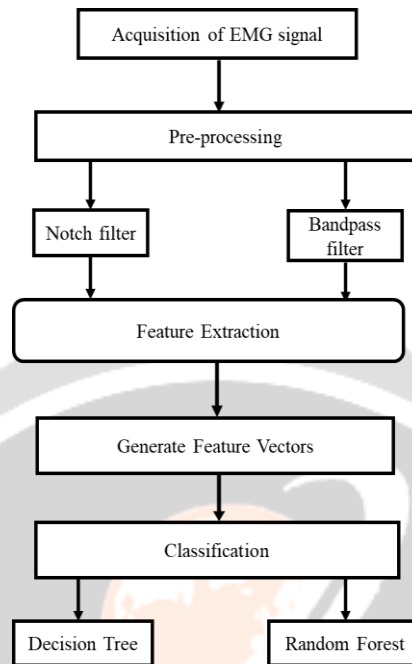 Acquisition of EMG signal
Pre-processing
Notch filter
Bandpass
filter
Feature Extraction
Generate Feature Vectors
Classification
Decision Tree
Random Forest